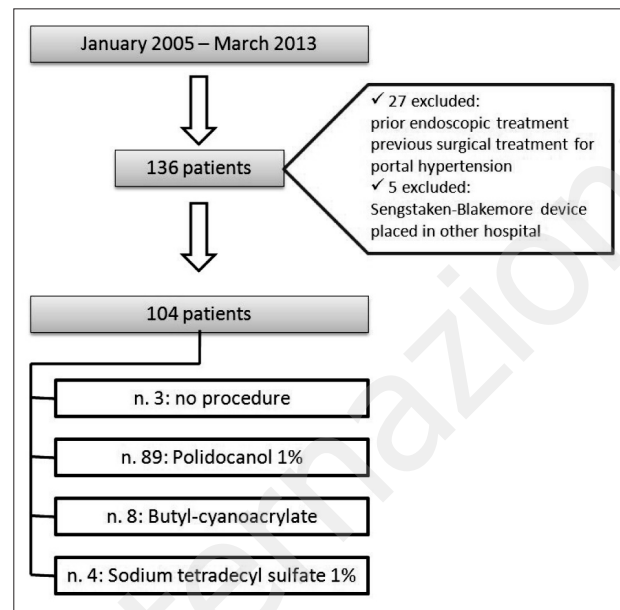 January 2005 – March 2013
✓ 27 excluded:
prior endoscopic treatment
previous surgical treatment for
portal hypertension
136 patients
✓ 5 excluded:
Sengstaken-Blakemore device
placed in other hospital
104 patients
n. 3: no procedure
n. 89: Polidocanol 1%
n. 8: Butyl-cyanoacrylate
n. 4: Sodium tetradecyl sulfate 1%